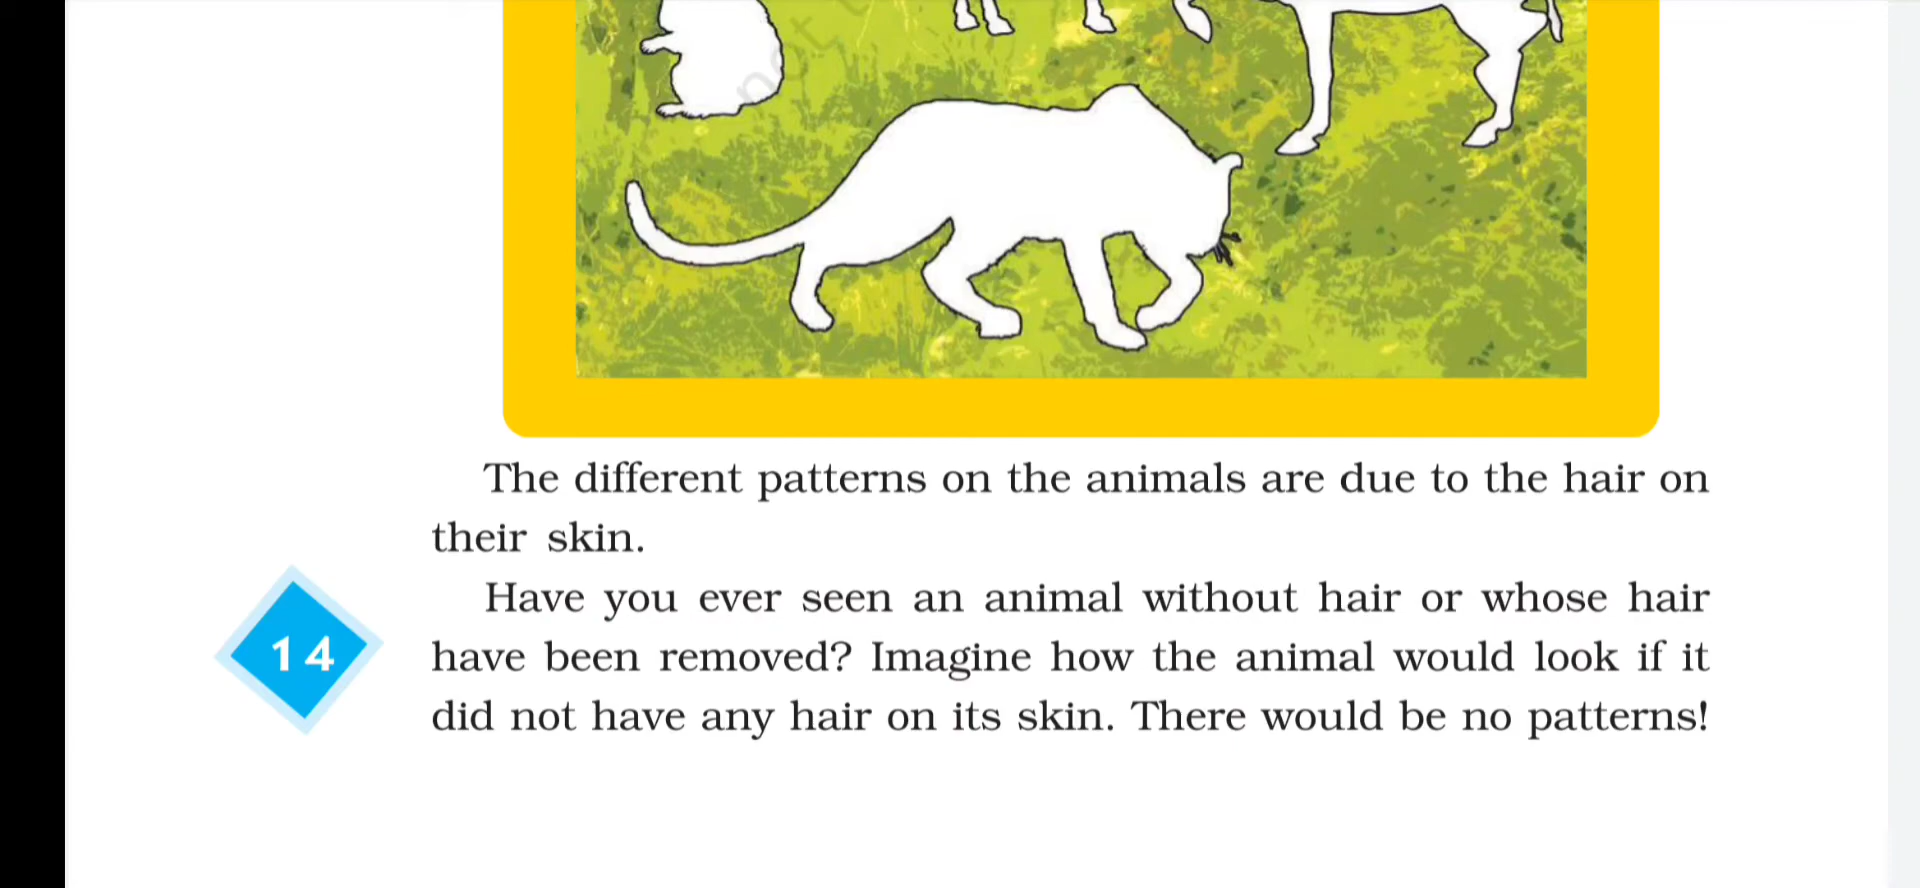 not
The different patterns on the animals are due to the hair on
their skin.
Have you ever seen an animal without hair or whose hair
14
have been removed? Imagine how the animal would look if it
did not have any hair on its skin. There would be no patterns!